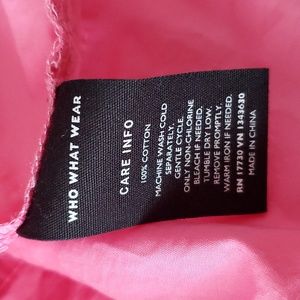 WHO WHAT WEAR
CARE INFO
100% COTTON
MACHINE WASH COLD
SEPARATELY.
GENTLE CYCLE.
ONLY NON-CHLORINE
BLEACH IF NEEDED.
TUMBLE DRY LOW.
REMOVE PROMPTLY.
WARM IRON IF NEEDED.
RN 17730 VN 1343630
MADE IN CHINA